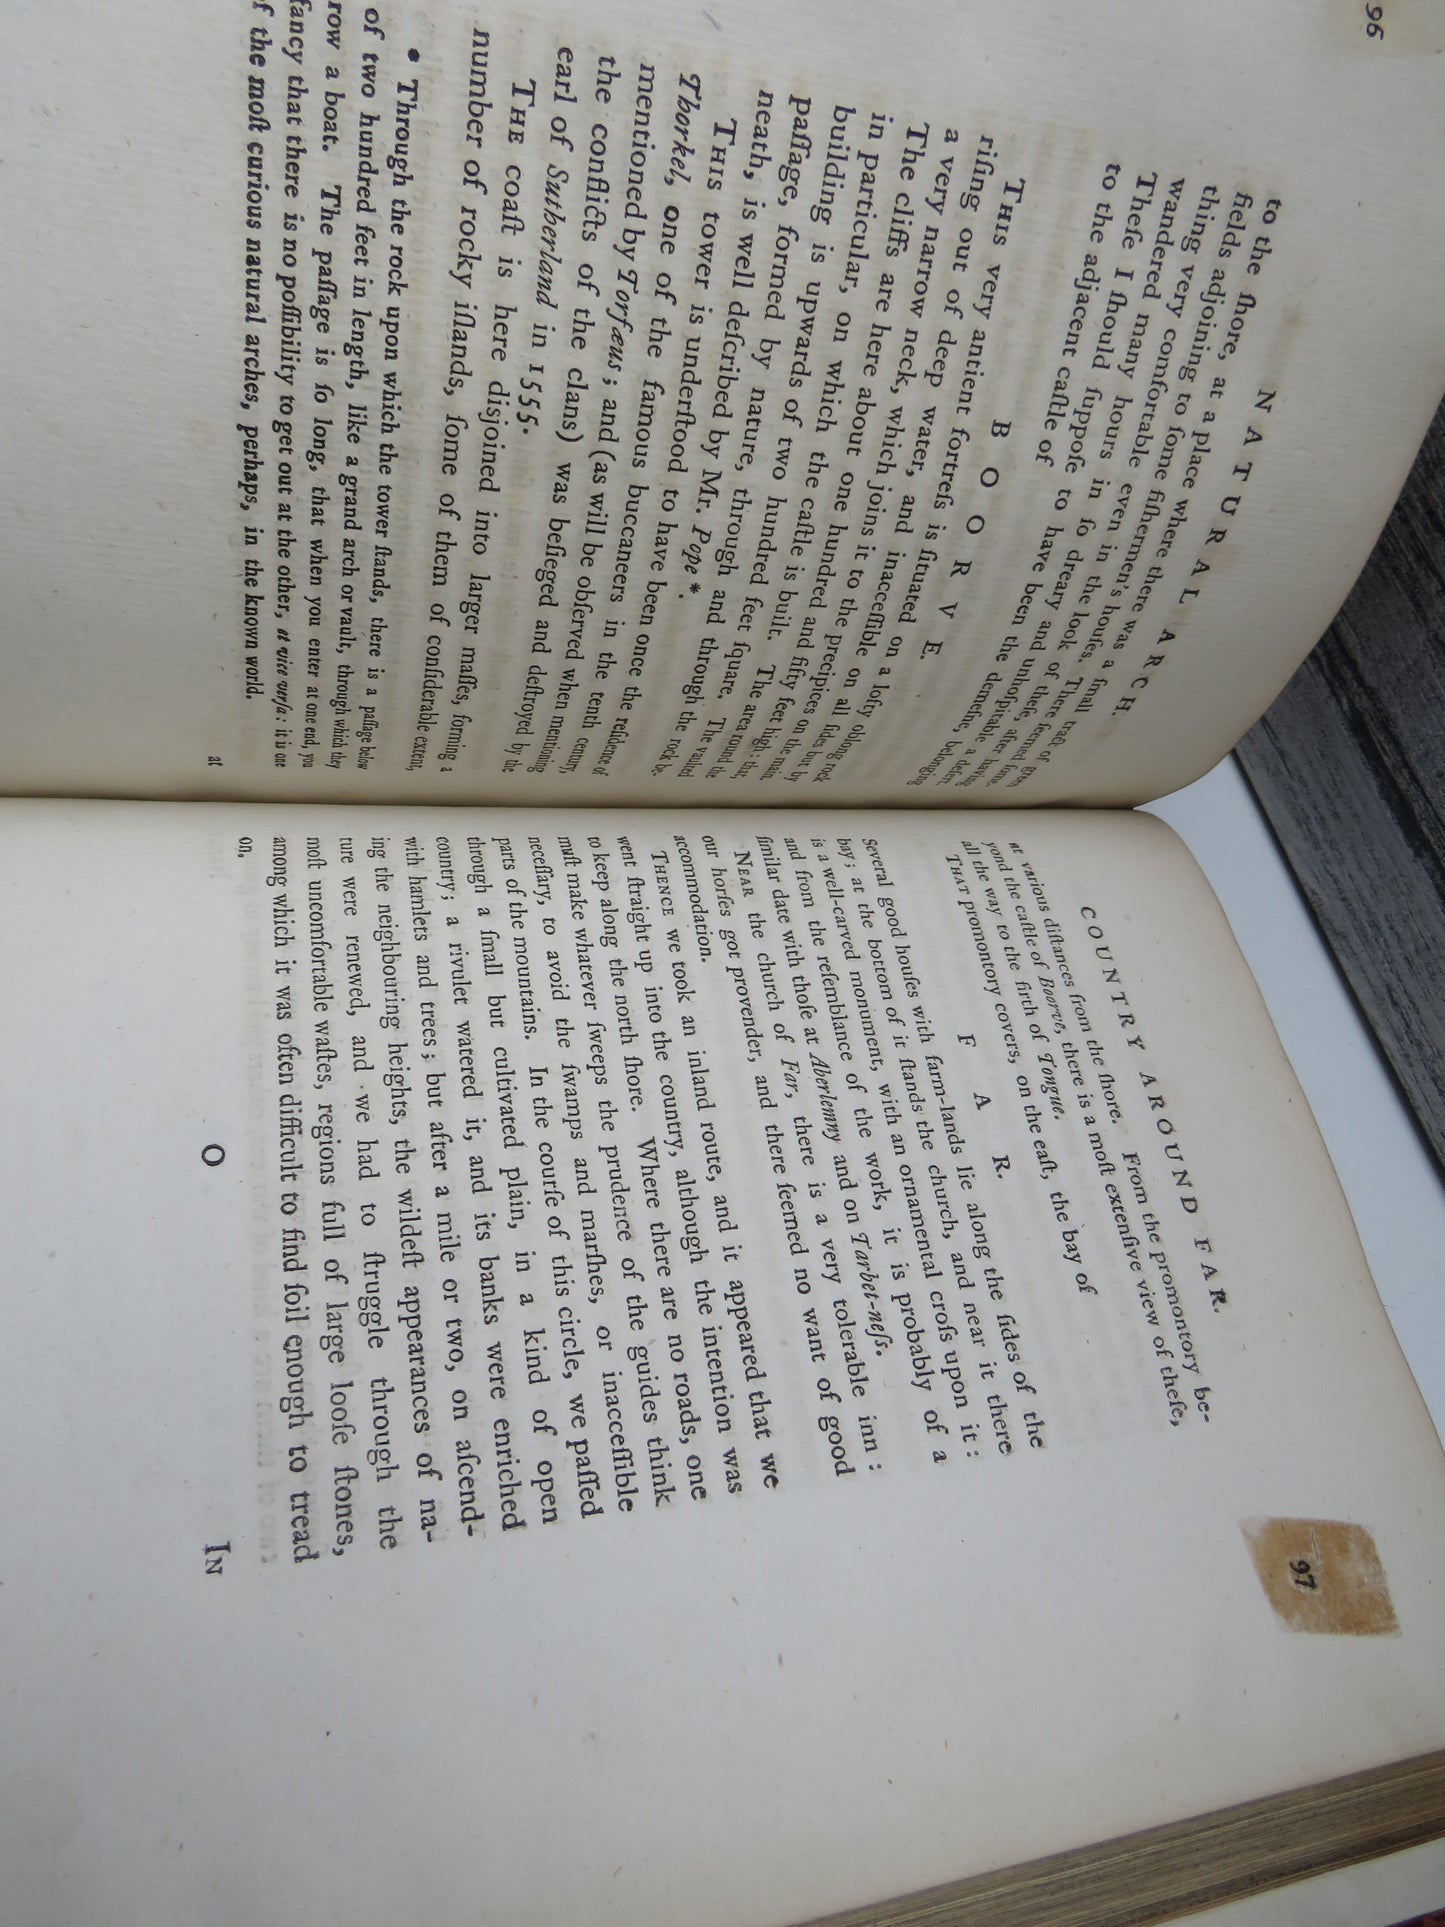 96
NATURAL ARCH.
to the ſhore, at a place where there was a ſmall tract of
fields adjoining to ſome fiſhermen's houſes. There ſeemed
thing very comfortable even in the look of theſe, after having
wandered many hours in ſo dreary and unhoſpitable a
Theſe I ſhould ſuppoſe to have been the demeſne, belonging
to the adjacent caſtle of
BOORVE.
THIS very antient fortreſs is ſituated on a lofty oblong rock
riſing out of deep water, and inacceſſible on all ſides but by
a very narrow neck, which joins it to the precipices on the main
The cliffs are here about one hundred and fifty feet high: that
in particular, on which the caſtle is built. The area round the
building is upwards of two hundred feet ſquare. The vaulted
paſſage, formed by nature, through and through the rock be-
neath, is well deſcribed by Mr. Pope *.
THIS tower is underſtood to have been once the reſidence of
Thorkel, one of the famous buccaneers in the tenth century,
mentioned by Torfæus; and (as will be obſerved when mentioning
the conflicts of the clans) was beſieged and deſtroyed by the
earl of Sutherland in 1555.
THE coaſt is here disjoined into larger maſſes, forming a
number of rocky iſlands, ſome of them of conſiderable extent,
* Through the rock upon which the tower ſtands, there is a paſſage below
of two hundred feet in length, like a grand arch or vault, through which they
row a boat. The paſſage is ſo long, that when you enter at one end, you
fancy that there is no poſſibility to get out at the other, et vice verſa: it is one
of the moſt curious natural arches, perhaps, in the known world.
at
COUNTRY AROUND FAR.
97
at various diſtances from the ſhore. From the promontory be-
yond the caſtle of Boorve, there is a moſt extenſive view of theſe,
all the way to the firth of Tongue.
THAT promontory covers, on the eaſt, the bay of
FAR.
Several good houſes with farm-lands lie along the ſides of the
bay; at the bottom of it ſtands the church, and near it there
is a well-carved monument, with an ornamental croſs upon it:
and from the reſemblance of the work, it is probably of a
ſimilar date with thoſe at Aberlemny and on Tarbet-neſs.
NEAR the church of Far, there is a very tolerable inn:
our horſes got provender, and there ſeemed no want of good
accommodation.
THENCE we took an inland route, and it appeared that we
went ſtraight up into the country, although the intention was
to keep along the north ſhore. Where there are no roads, one
muſt make whatever ſweeps the prudence of the guides think
neceſſary, to avoid the ſwamps and marſhes, or inacceſſible
parts of the mountains. In the courſe of this circle, we paſſed
through a ſmall but cultivated plain, in a kind of open
country; a rivulet watered it, and its banks were enriched
with hamlets and trees; but after a mile or two, on aſcend-
ing the neighbouring heights, the wildeſt appearances of na-
ture were renewed, and we had to ſtruggle through the
moſt uncomfortable waſtes, regions full of large looſe ſtones,
among which it was often difficult to find ſoil enough to tread
on.
O
IN